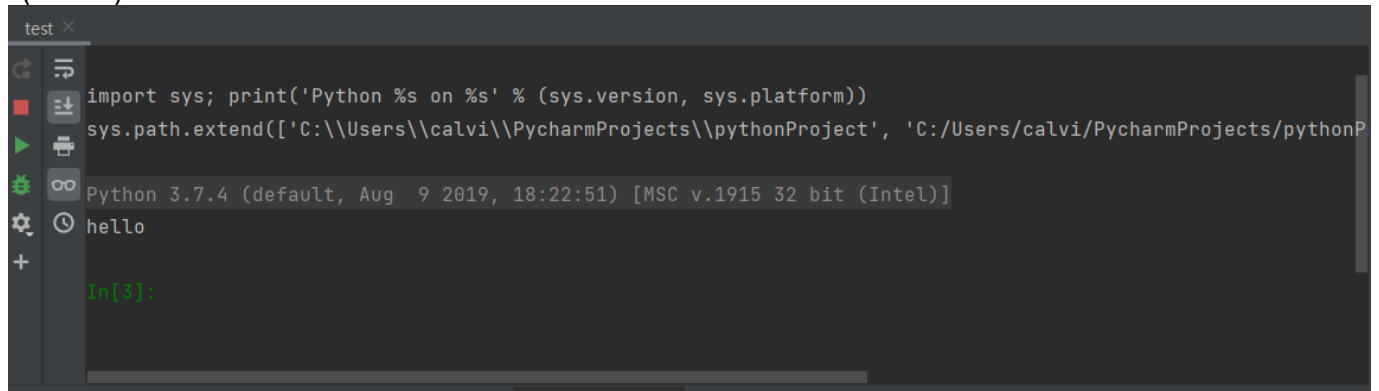 test
import sys; print('Python %s on %s' % (sys.version, sys.platform))
sys.path.extend(['C:\\Users\\calvi\\PycharmProjects\\pythonProject', 'C:/Users/calvi/PycharmProjects/pythonP
Python 3.7.4 (default, Aug  9 2019, 18:22:51) [MSC v.1915 32 bit (Intel)]
hello
In[3]: